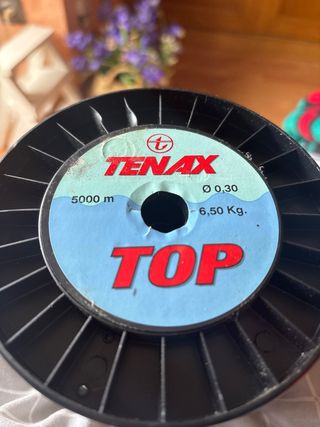 TENAX
5000 m
Ø 0,30
6,50 Kg.
TOP